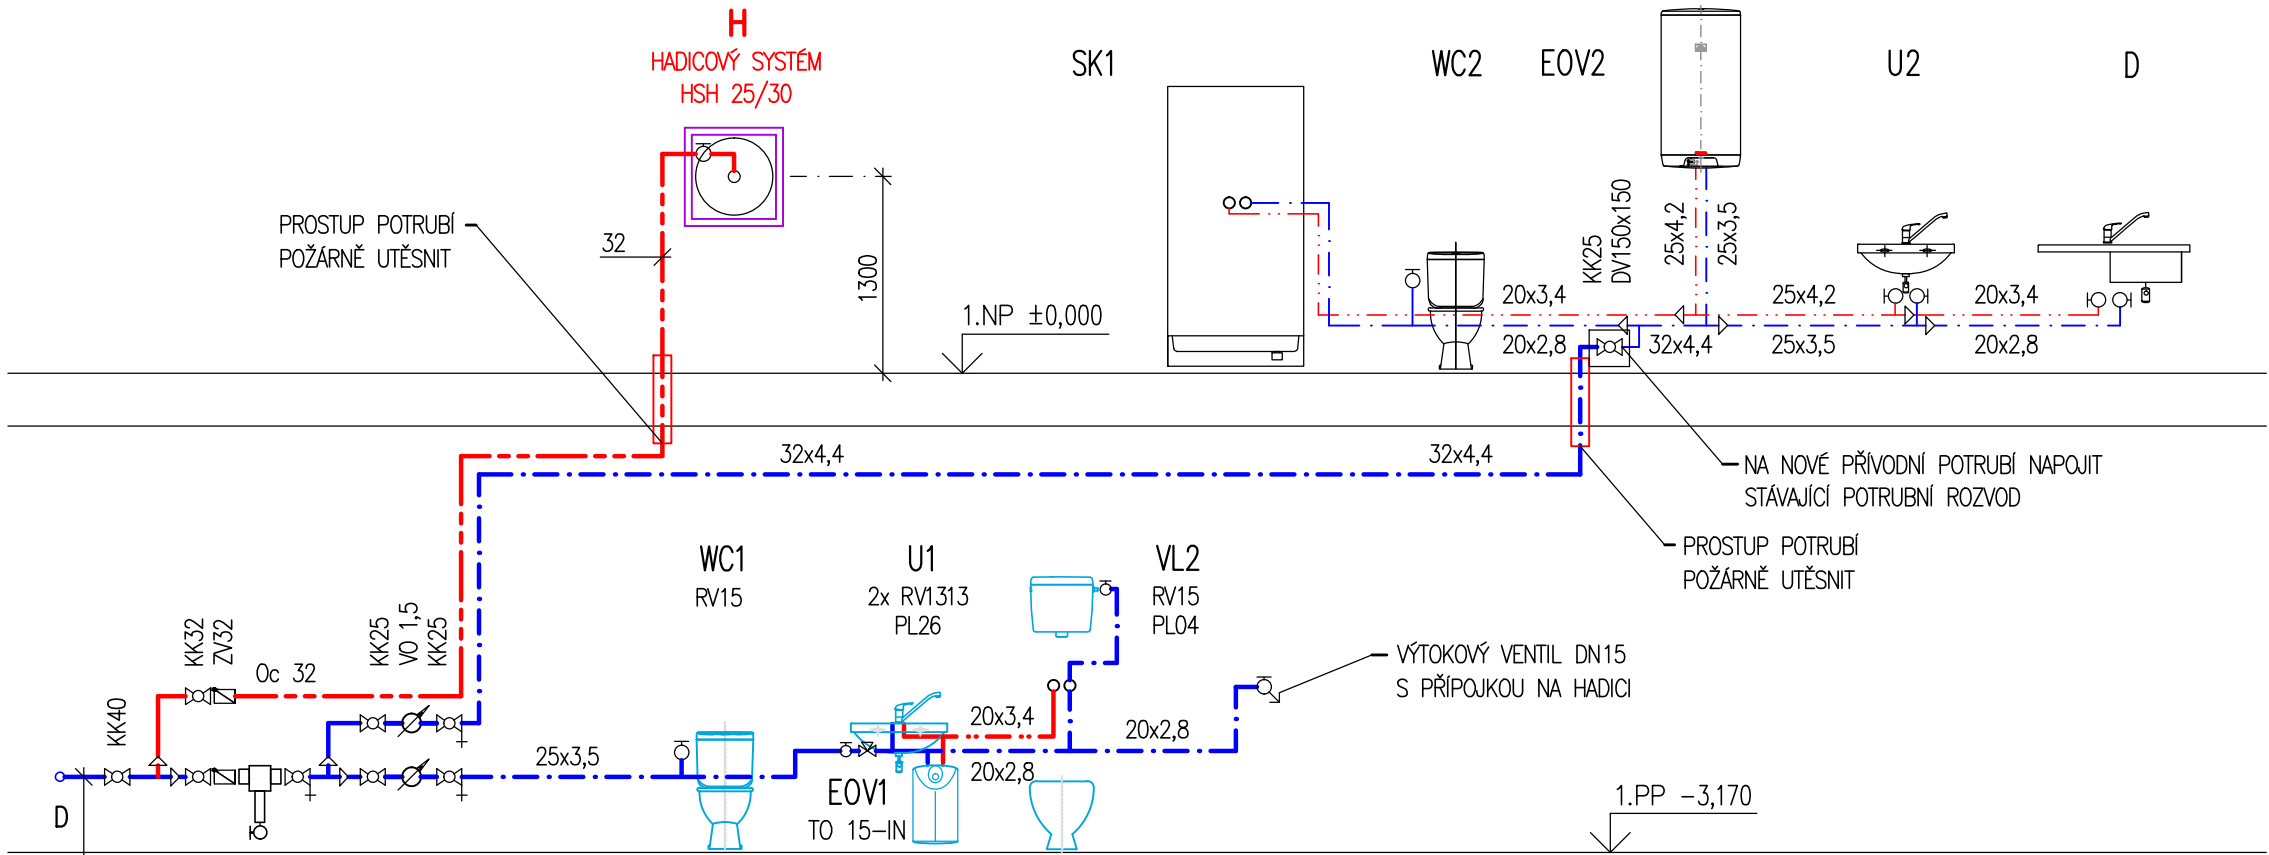 H
HADICOVÝ SYSTÉM
HSH 25/30
SK1
WC2
EOV2
U2
D
PROSTUP POTRUBÍ
POŽÁRNĚ UTĚSNIT
32
1300
1.NP ±0,000
KK25
DV150x150
25x4,2
25x3,5
20x3,4
25x4,2
20x3,4
20x2,8
32x4,4
25x3,5
20x2,8
32x4,4
32x4,4
NA NOVÉ PŘÍVODNÍ POTRUBÍ NAPOJIT
STÁVAJÍCÍ POTRUBNÍ ROZVOD
PROSTUP POTRUBÍ
POŽÁRNĚ UTĚSNIT
WC1
RV15
U1
2x RV1313
PL26
VL2
RV15
PL04
VÝTOKOVÝ VENTIL DN15
S PŘÍPOJKOU NA HADICI
KK32
ZV32
Oc 32
KK25
VO 1,5
KK25
KK40
25x3,5
20x3,4
20x2,8
20x2,8
EOV1
TO 15-IN
D
1.PP -3,170